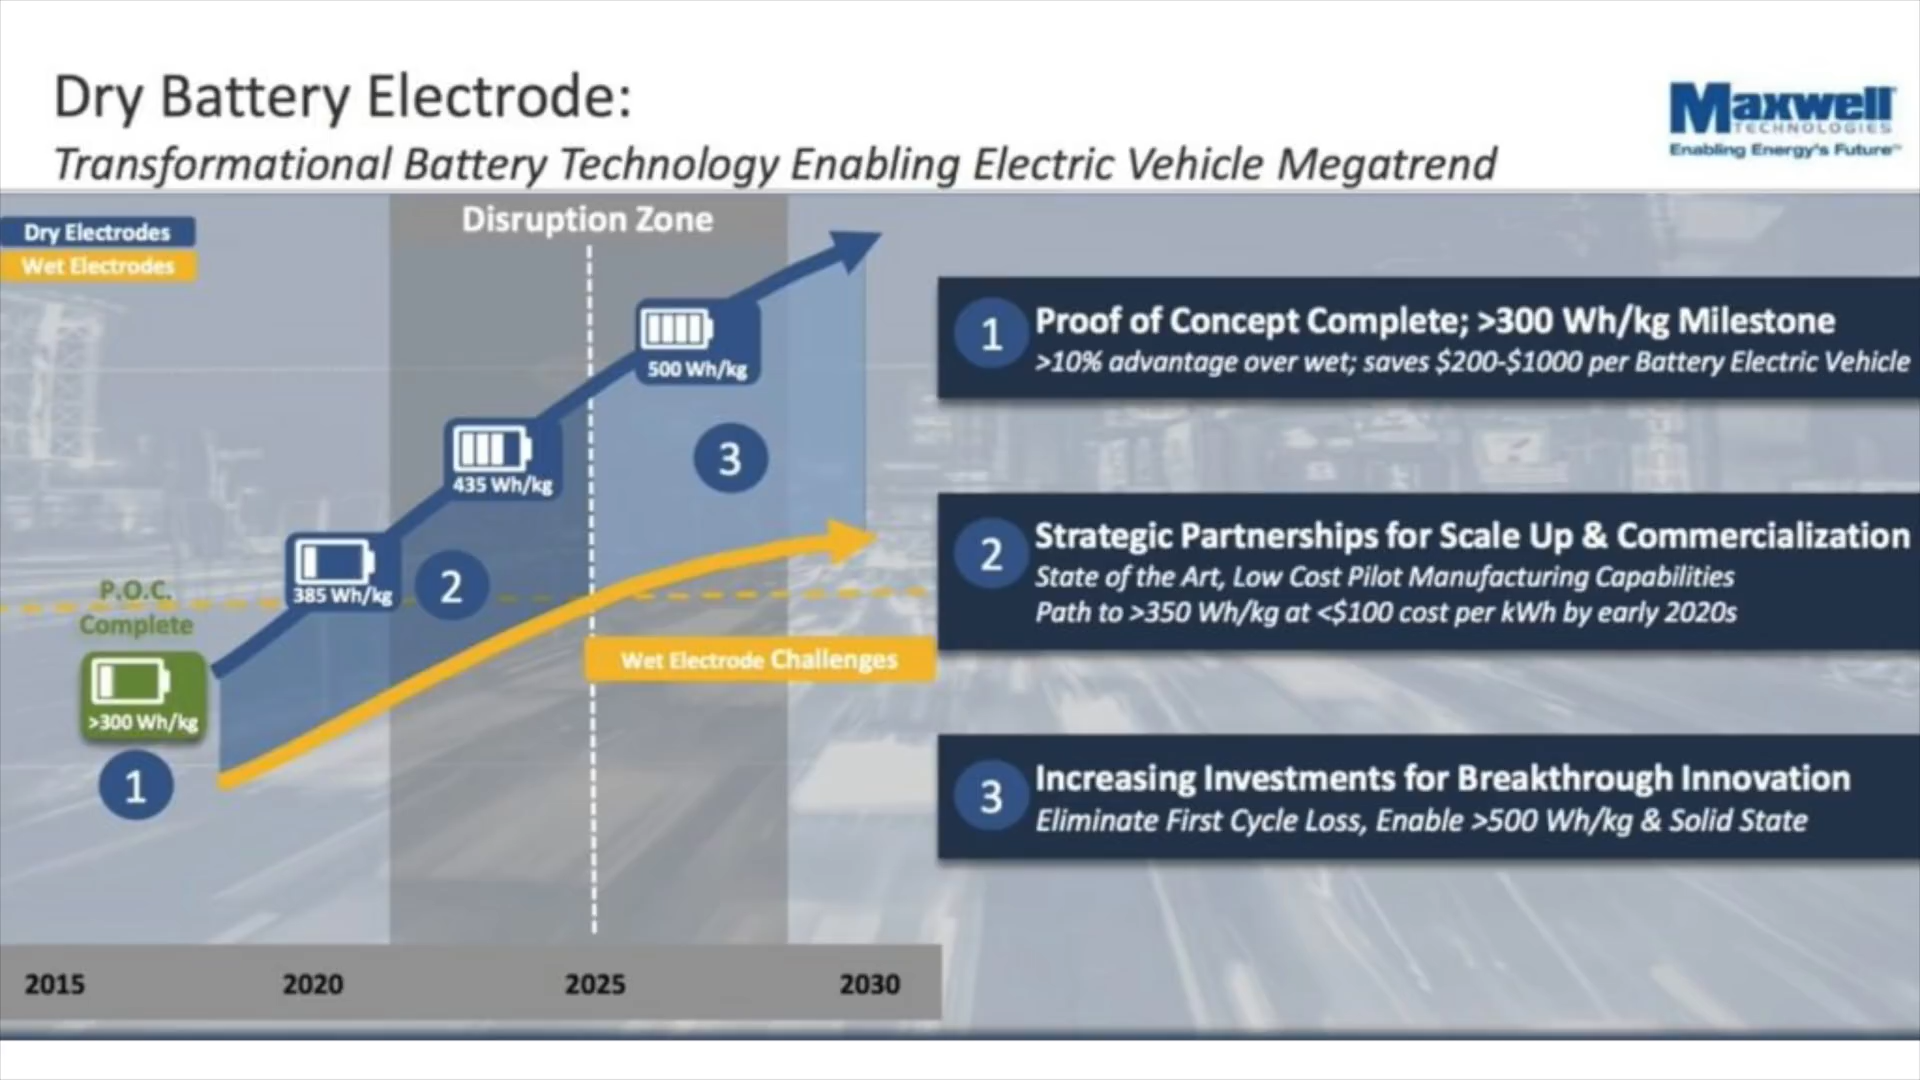 Dry Battery Electrode:
Transformational Battery Technology Enabling Electric Vehicle Megatrend
Maxwell
TECHNOLOGIES
Enabling Energy's Future™
Dry Electrodes
Wet Electrodes
Disruption Zone
500 Wh/kg
3
435 Wh/kg
385 Wh/kg
2
P.O.C.
Complete
>300 Wh/kg
1
Wet Electrode Challenges
2015
2020
2025
2030
1
Proof of Concept Complete; >300 Wh/kg Milestone
>10% advantage over wet; saves $200-$1000 per Battery Electric Vehicle
2
Strategic Partnerships for Scale Up & Commercialization
State of the Art, Low Cost Pilot Manufacturing Capabilities
Path to >350 Wh/kg at <$100 cost per kWh by early 2020s
3
Increasing Investments for Breakthrough Innovation
Eliminate First Cycle Loss, Enable >500 Wh/kg & Solid State